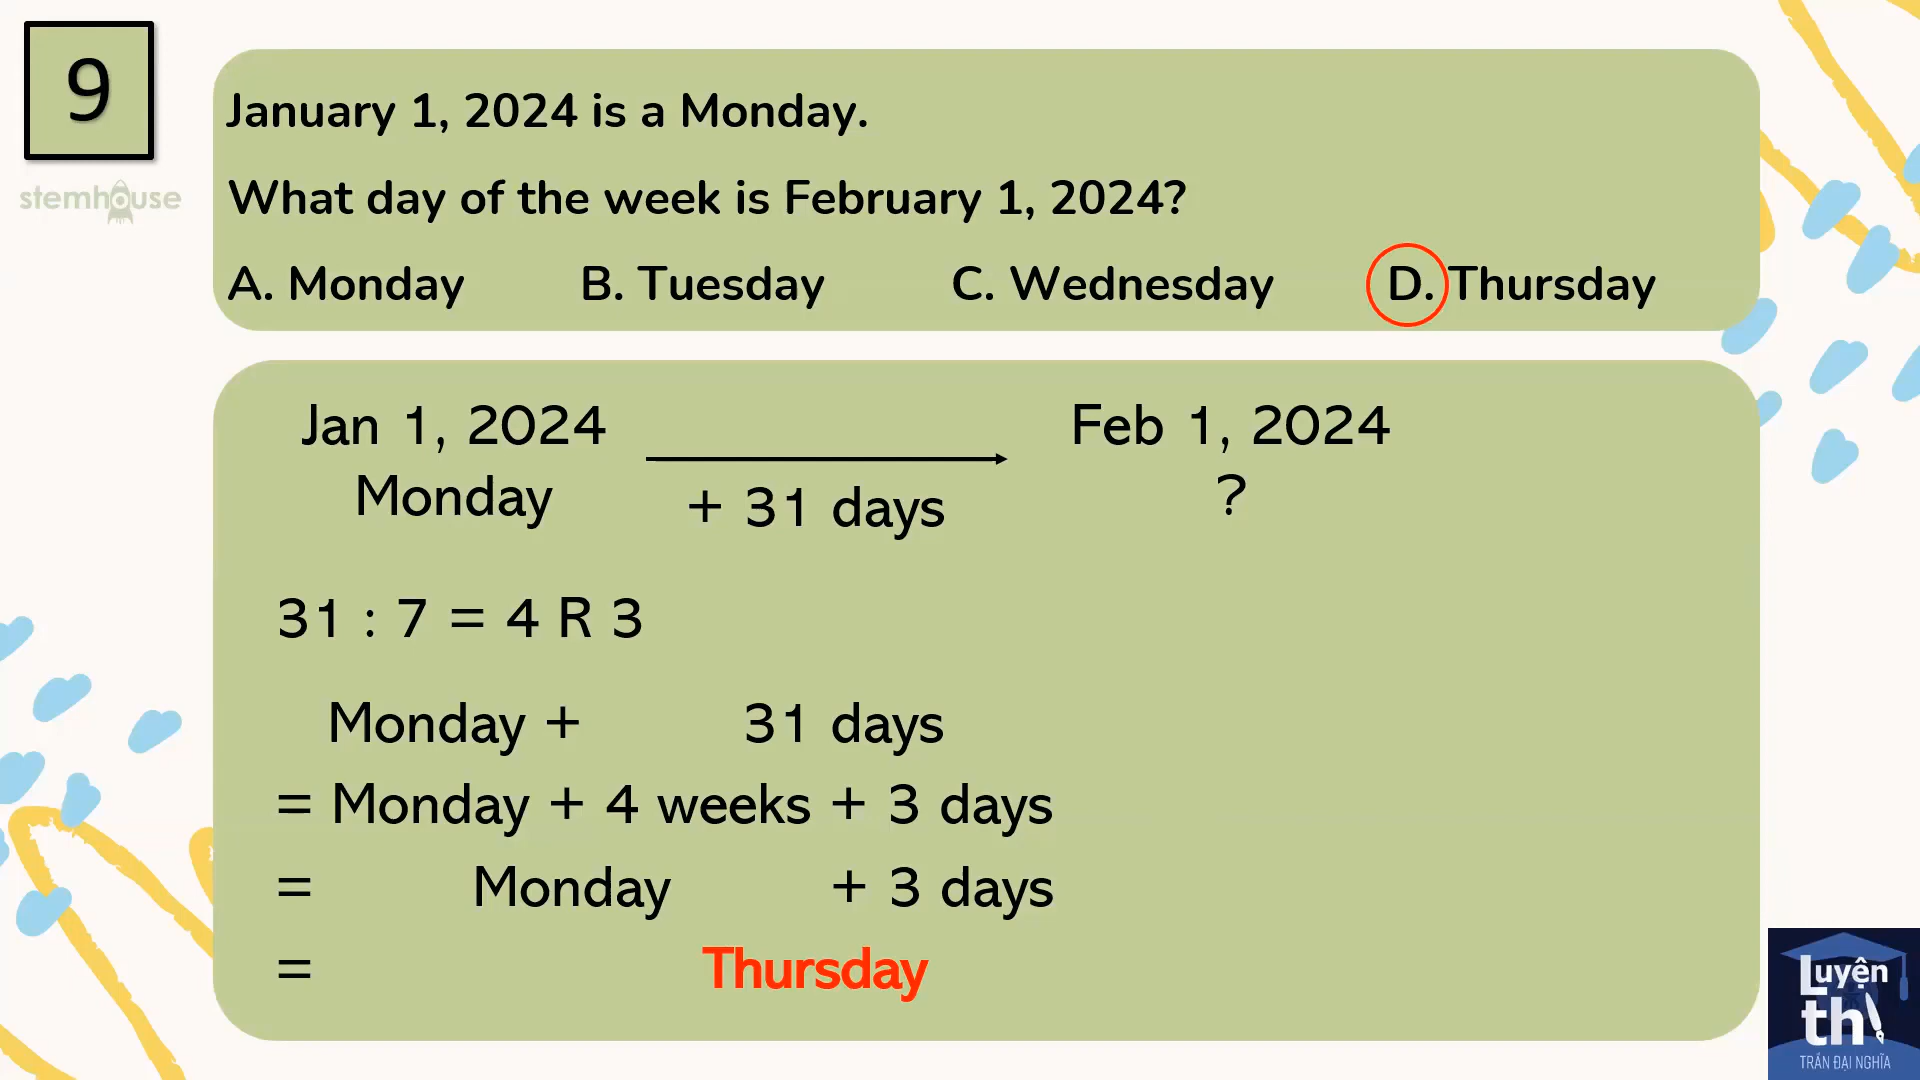 9
stemhouse
January 1, 2024 is a Monday.
What day of the week is February 1, 2024?
A. Monday B. Tuesday C. Wednesday D. Thursday
Jan 1, 2024 Feb 1, 2024
Monday + 31 days ?
31 : 7 = 4 R 3
Monday + 31 days
= Monday + 4 weeks + 3 days
= Monday + 3 days
= Thursday
Luyện
thi
TRẦN ĐẠI NGHĨA